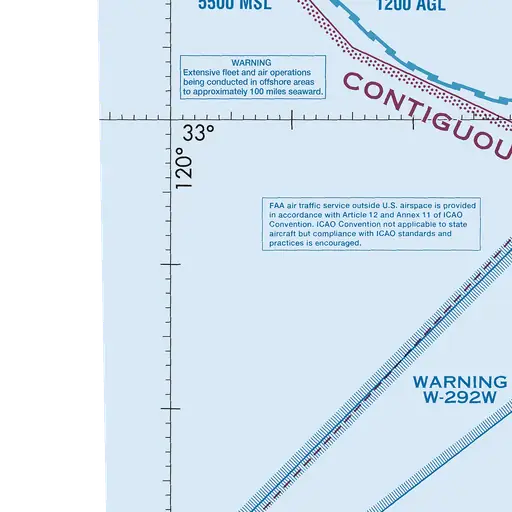 5500 MSL
1200 AGL
WARNING
Extensive fleet and air operations
being conducted in offshore areas
to approximately 100 miles seaward.
CONTIGUOU
33°
120°
FAA air traffic service outside U.S. airspace is provided
in accordance with Article 12 and Annex 11 of ICAO
Convention. ICAO Convention not applicable to state
aircraft but compliance with ICAO standards and
practices is encouraged.
WARNING
W-292W